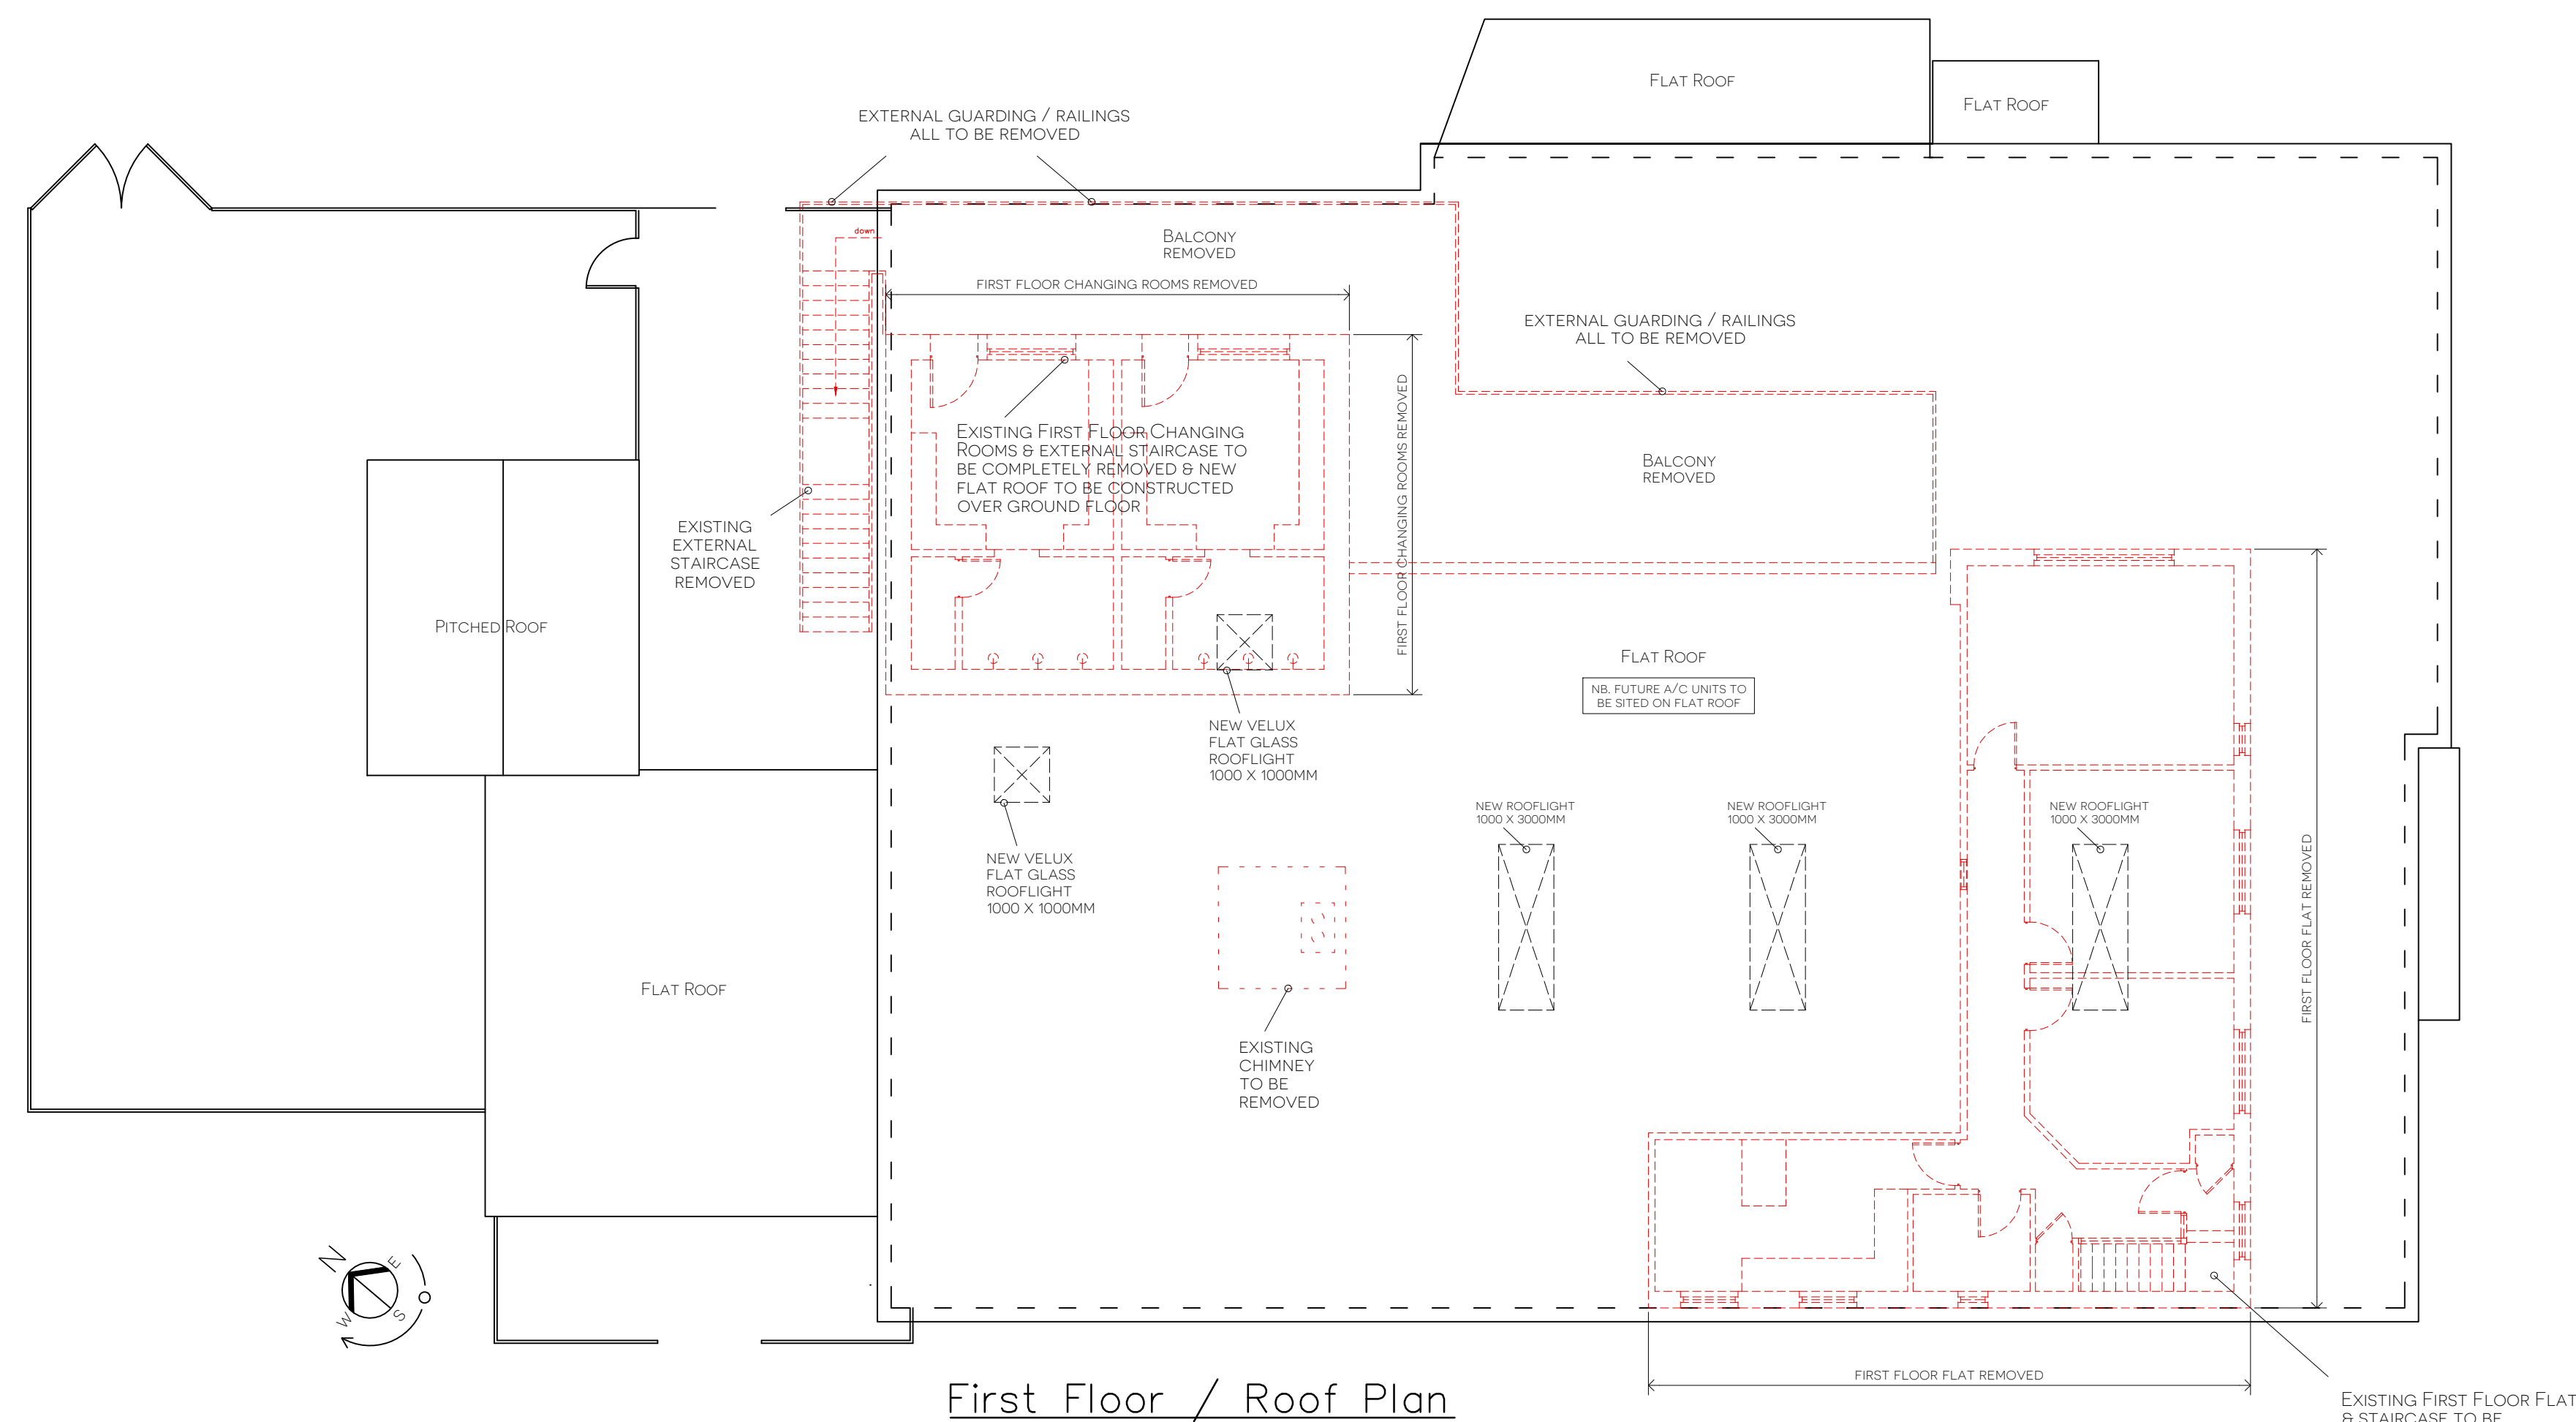 Flat Roof
Flat Roof
EXTERNAL GUARDING / RAILINGS
ALL TO BE REMOVED
down
Balcony
REMOVED
FIRST FLOOR CHANGING ROOMS REMOVED
EXTERNAL GUARDING / RAILINGS
ALL TO BE REMOVED
FIRST FLOOR CHANGING ROOMS REMOVED
Existing First Floor Changing
Rooms & external staircase to
be completely removed & new
flat roof to be constructed
over ground floor
Balcony
REMOVED
EXISTING
EXTERNAL
STAIRCASE
REMOVED
Pitched Roof
Flat Roof
NB. FUTURE A/C UNITS TO
BE SITED ON FLAT ROOF
NEW VELUX
FLAT GLASS
ROOFLIGHT
1000 X 1000MM
NEW ROOFLIGHT
1000 X 3000MM
NEW ROOFLIGHT
1000 X 3000MM
NEW ROOFLIGHT
1000 X 3000MM
NEW VELUX
FLAT GLASS
ROOFLIGHT
1000 X 1000MM
FIRST FLOOR FLAT REMOVED
Flat Roof
EXISTING
CHIMNEY
TO BE
REMOVED
N
E
W
S
FIRST FLOOR FLAT REMOVED
First Floor / Roof Plan
Existing First Floor Flat
& STAIRCASE TO BE